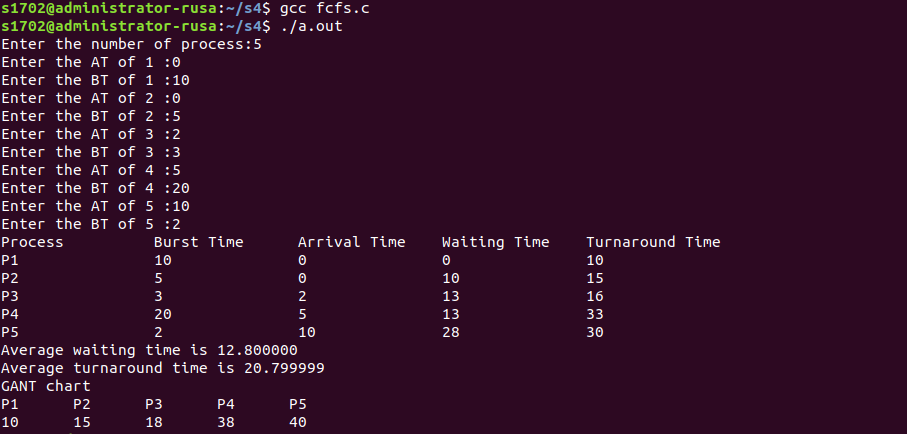 s1702@administrator-rusa:~/s4$ gcc fcfs.c
s1702@administrator-rusa:~/s4$ ./a.out
Enter the number of process:5
Enter the AT of 1 :0
Enter the BT of 1 :10
Enter the AT of 2 :0
Enter the BT of 2 :5
Enter the AT of 3 :2
Enter the BT of 3 :3
Enter the AT of 4 :5
Enter the BT of 4 :20
Enter the AT of 5 :10
Enter the BT of 5 :2
Process Burst Time Arrival Time Waiting Time Turnaround Time
P1 10 0 0 10
P2 5 0 10 15
P3 3 2 13 16
P4 20 5 13 33
P5 2 10 28 30
Average waiting time is 12.800000
Average turnaround time is 20.799999
GANT chart
P1 P2 P3 P4 P5
10 15 18 38 40